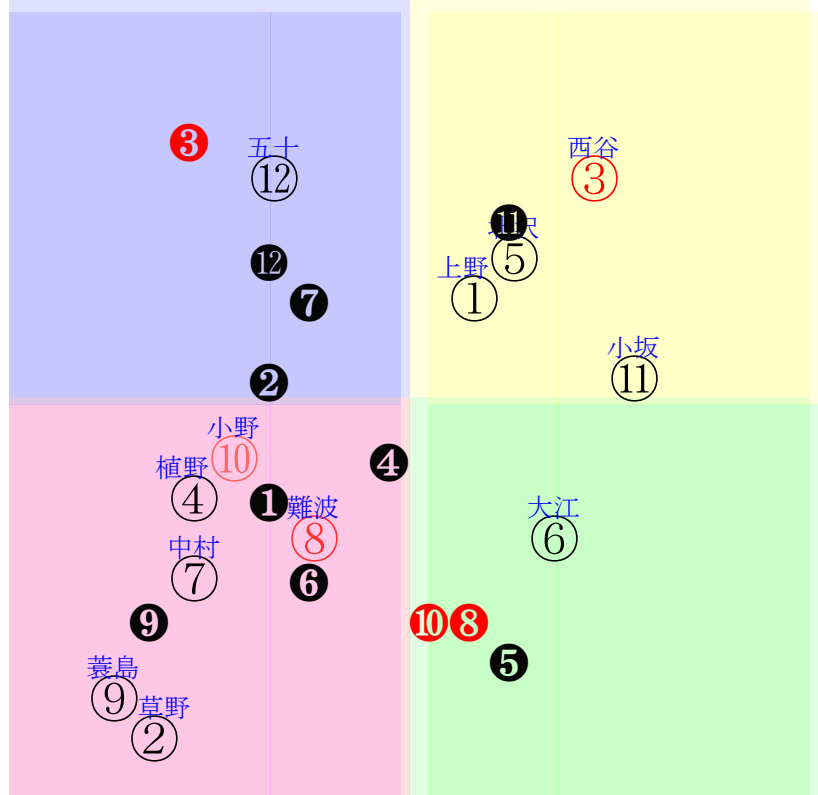 ❸
五十
⑫
西谷
③
⓫
⑤
⓬
上野
①
❼
小坂
⑪
❷
小野
⑩
❹
植野
④
❶
難波
⑧
大江
⑥
中村
⑦
❻
❾
❿
❽
❺
蓑島
⑨
草野
②